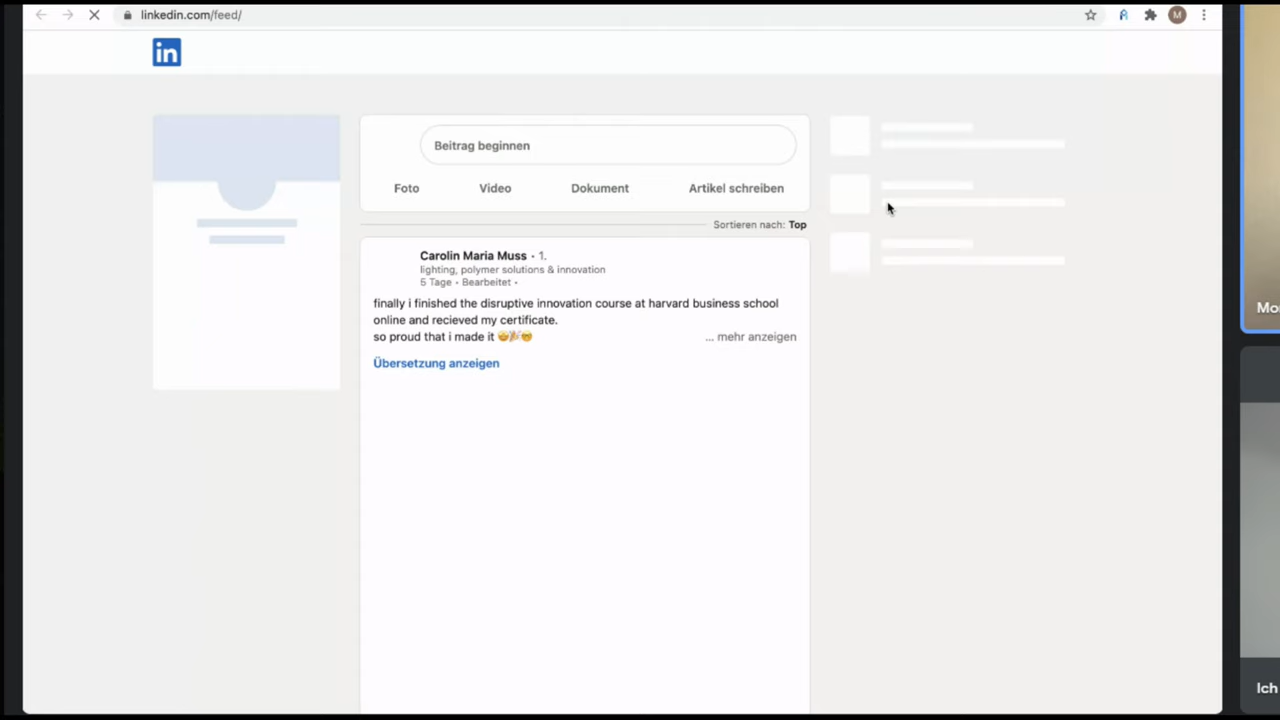 linkedin.com/feed/
M
in
Beitrag beginnen
Foto Video Dokument Artikel schreiben
Sortieren nach: Top
Carolin Maria Muss • 1.
lighting, polymer solutions & innovation
5 Tage • Bearbeitet •
finally i finished the disruptive innovation course at harvard business school
online and recieved my certificate.
so proud that i made it 🤩🎉🤩 ... mehr anzeigen
Übersetzung anzeigen
Mo
Ich